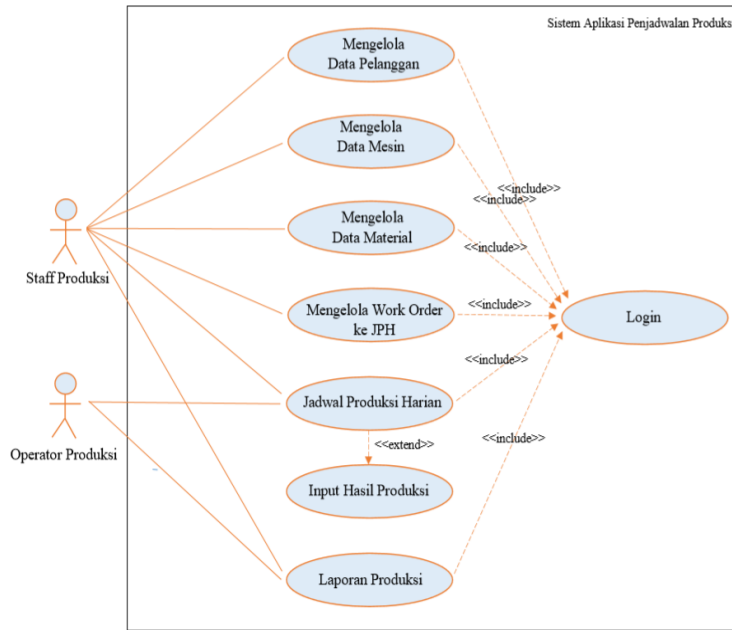 Sistem Aplikasi Penjadwalan Produks
Mengelola
Data Pelanggan
Mengelola
Data Mesin
<<include>>
<<include>>
Mengelola
Data Material
<<include>>
Staff Produksi
Mengelola Work Order
ke JPH
<<include>>
Login
<<include>>
Jadwal Produksi Harian
<<extend>>
<<include>>
Operator Produksi
Input Hasil Produksi
Laporan Produksi